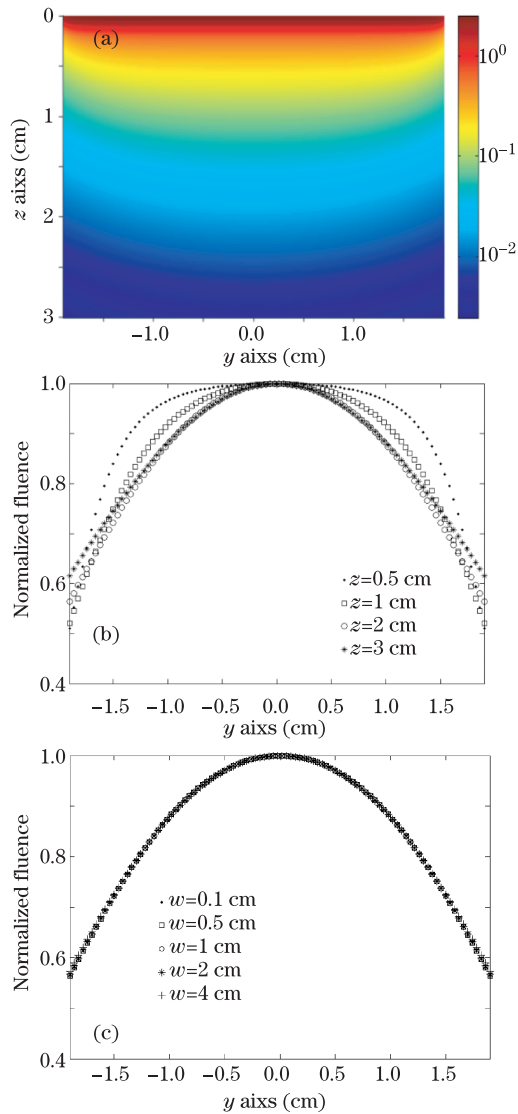 (a)
0
1
2
3
z aixs (cm)
−1.0 0.0 1.0
y aixs (cm)
10⁰
10⁻¹
10⁻²
1.0
0.8
0.6
0.4
Normalized fluence
z=0.5 cm
z=1 cm
z=2 cm
z=3 cm
(b)
−1.5 −1.0 −0.5 0.0 0.5 1.0 1.5
y aixs (cm)
1.0
0.8
0.6
0.4
Normalized fluence
w=0.1 cm
w=0.5 cm
w=1 cm
w=2 cm
w=4 cm
(c)
−1.5 −1.0 −0.5 0.0 0.5 1.0 1.5
y aixs (cm)